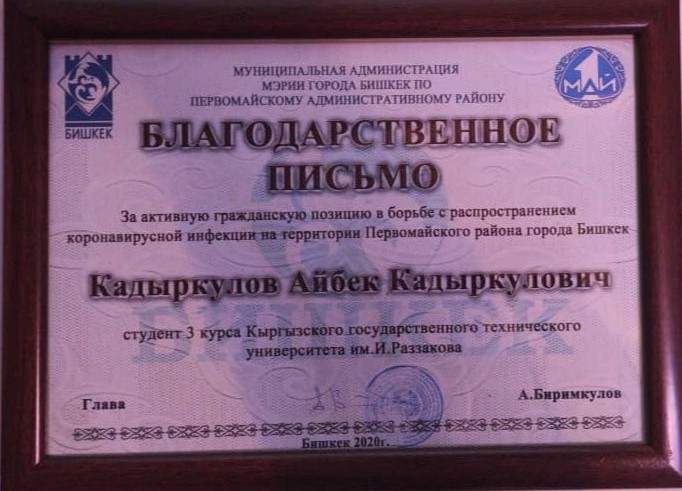 МУНИЦИПАЛЬНАЯ АДМИНИСТРАЦИЯ
МЭРИИ ГОРОДА БИШКЕК ПО
ПЕРВОМАЙСКОМУ АДМИНИСТРАТИВНОМУ РАЙОНУ
БИШКЕК
1 МАЙ
БЛАГОДАРСТВЕННОЕ
ПИСЬМО
За активную гражданскую позицию в борьбе с распространением
коронавирусной инфекции на территории Первомайского района города Бишкек
Кадыркулов Айбек Кадыркулович
БИШКЕК
студент 3 курса Кыргызского государственного технического
университета им.И.Раззакова
Глава
А.Биримкулов
Бишкек 2020г.